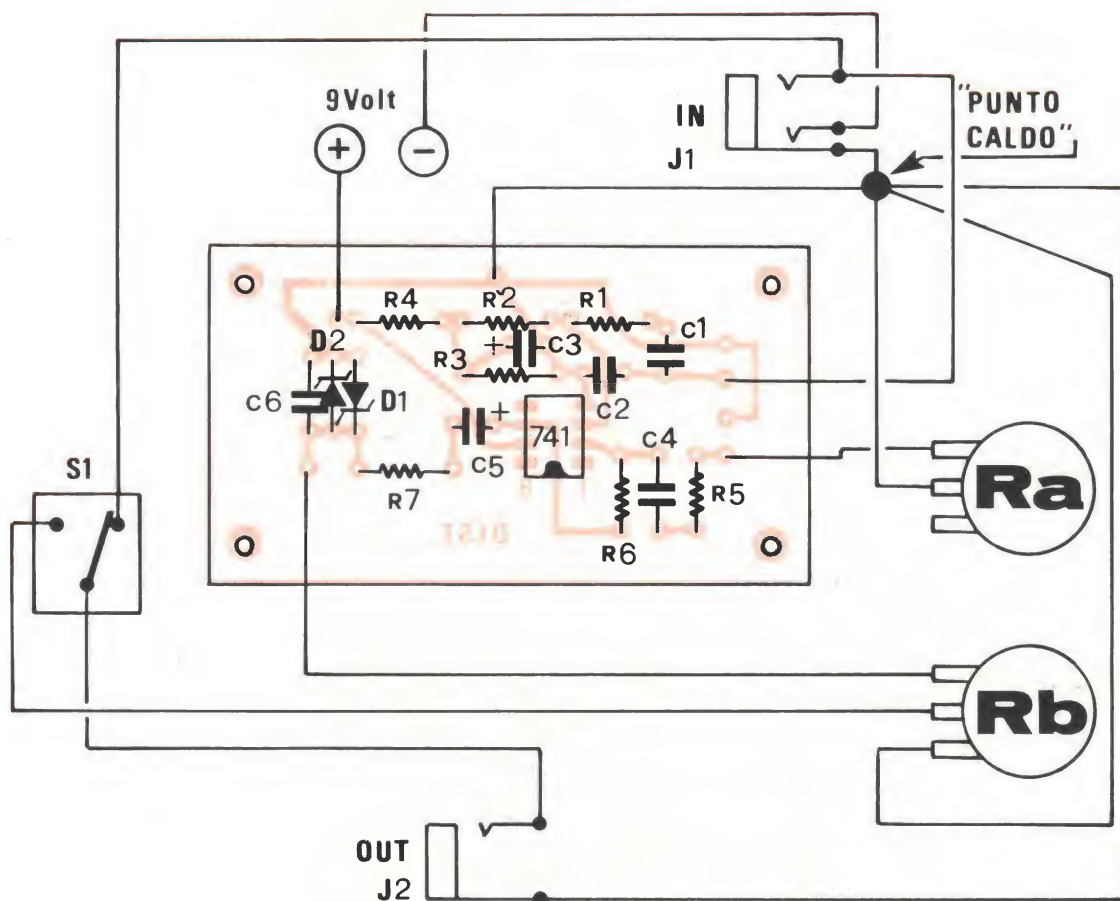 9Volt
+
−
IN
J1
"PUNTO
CALDO"
R4
R2
R1
C1
D2
R3
+
C3
C6
D1
C2
+
C5
741
C4
R7
R5
R6
DIST
S1
Ra
Rb
OUT
J2